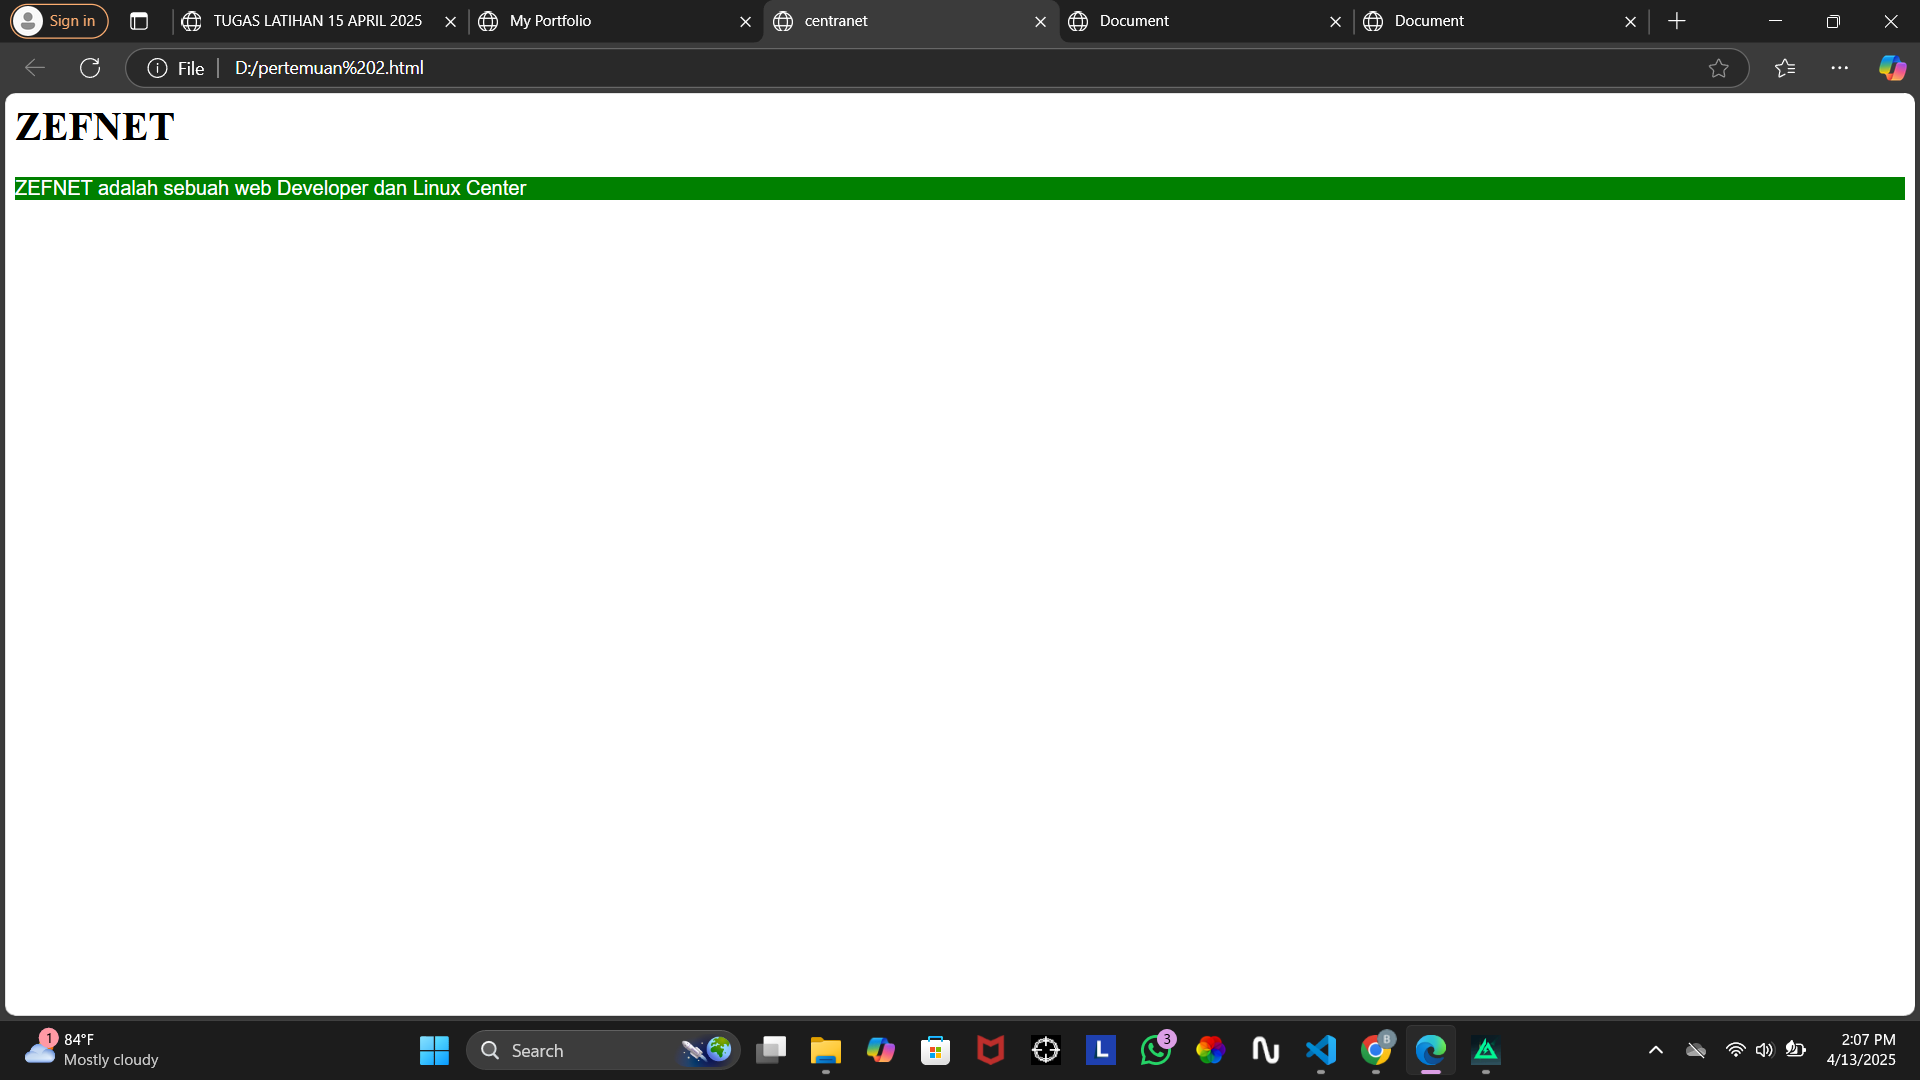 Sign in
TUGAS LATIHAN 15 APRIL 2025
My Portfolio
centranet
Document
Document
File
D:/pertemuan%202.html
ZEFNET
ZEFNET adalah sebuah web Developer dan Linux Center
1
84°F
Mostly cloudy
Search
L
3
B
2:07 PM
4/13/2025